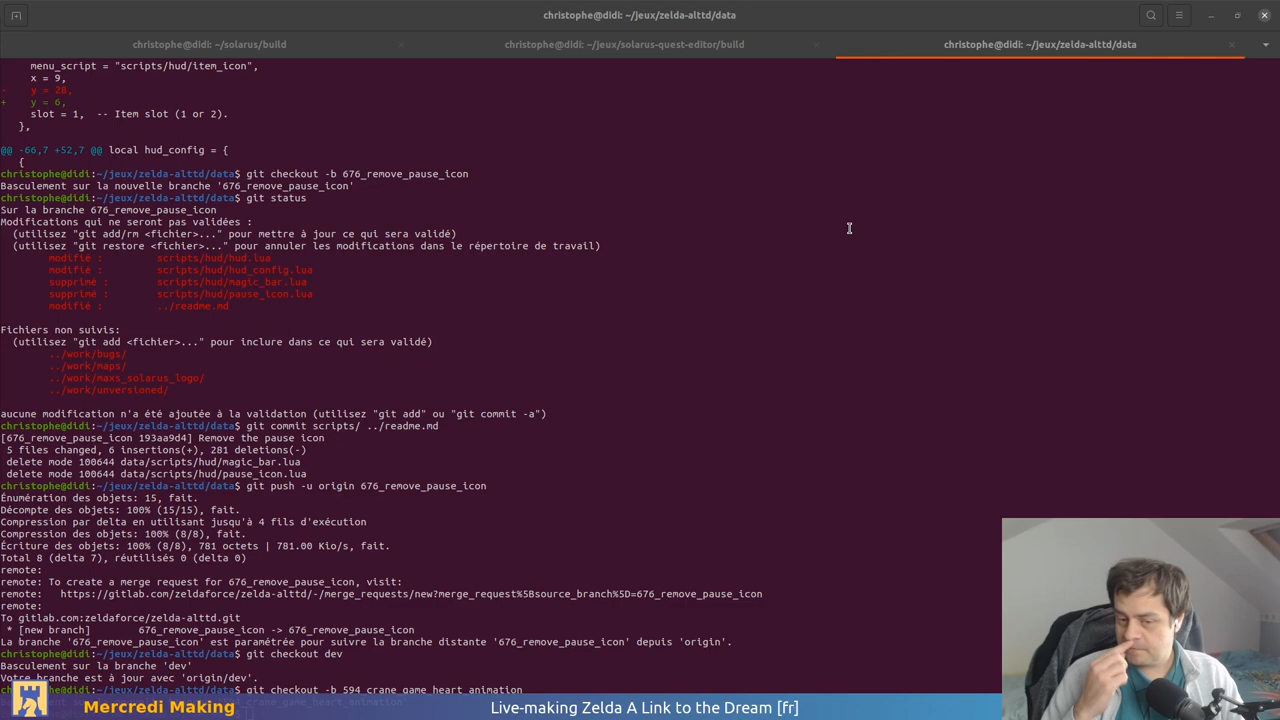 christophe@didi: ~/jeux/zelda-alttd/data
christophe@didi: ~/solarus/build
christophe@didi: ~/jeux/solarus-quest-editor/build
christophe@didi: ~/jeux/zelda-alttd/data
menu_script = "scripts/hud/item_icon",
x = 9,
- y = 28,
+ y = 6,
slot = 1, -- Item slot (1 or 2).
},
@@ -66,7 +52,7 @@ local hud_config = {
{
christophe@didi:~/jeux/zelda-alttd/data$ git checkout -b 676_remove_pause_icon
Basculement sur la nouvelle branche '676_remove_pause_icon'
christophe@didi:~/jeux/zelda-alttd/data$ git status
Sur la branche 676_remove_pause_icon
Modifications qui ne seront pas validées :
(utilisez "git add/rm <fichier>..." pour mettre à jour ce qui sera validé)
(utilisez "git restore <fichier>..." pour annuler les modifications dans le répertoire de travail)
modifié : scripts/hud/hud.lua
modifié : scripts/hud/hud_config.lua
supprimé : scripts/hud/magic_bar.lua
supprimé : scripts/hud/pause_icon.lua
modifié : ../readme.md
Fichiers non suivis:
(utilisez "git add <fichier>..." pour inclure dans ce qui sera validé)
../work/bugs/
../work/maps/
../work/maxs_solarus_logo/
../work/unversioned/
aucune modification n'a été ajoutée à la validation (utilisez "git add" ou "git commit -a")
christophe@didi:~/jeux/zelda-alttd/data$ git commit scripts/ ../readme.md
[676_remove_pause_icon 193aa9d4] Remove the pause icon
5 files changed, 6 insertions(+), 281 deletions(-)
delete mode 100644 data/scripts/hud/magic_bar.lua
delete mode 100644 data/scripts/hud/pause_icon.lua
christophe@didi:~/jeux/zelda-alttd/data$ git push -u origin 676_remove_pause_icon
Énumération des objets: 15, fait.
Décompte des objets: 100% (15/15), fait.
Compression par delta en utilisant jusqu'à 4 fils d'exécution
Compression des objets: 100% (8/8), fait.
Écriture des objets: 100% (8/8), 781 octets | 781.00 Kio/s, fait.
Total 8 (delta 7), réutilisés 0 (delta 0)
remote:
remote: To create a merge request for 676_remove_pause_icon, visit:
remote: https://gitlab.com/zeldaforce/zelda-alttd/-/merge_requests/new?merge_request%5Bsource_branch%5D=676_remove_pause_icon
remote:
To gitlab.com:zeldaforce/zelda-alttd.git
* [new branch] 676_remove_pause_icon -> 676_remove_pause_icon
La branche '676_remove_pause_icon' est paramétrée pour suivre la branche distante '676_remove_pause_icon' depuis 'origin'.
christophe@didi:~/jeux/zelda-alttd/data$ git checkout dev
Basculement sur la branche 'dev'
Votre branche est à jour avec 'origin/dev'.
christophe@didi:~/jeux/zelda-alttd/data$ git checkout -b 594_crane_game_heart_animation
Mercredi Making
Live-making Zelda A Link to the Dream [fr]